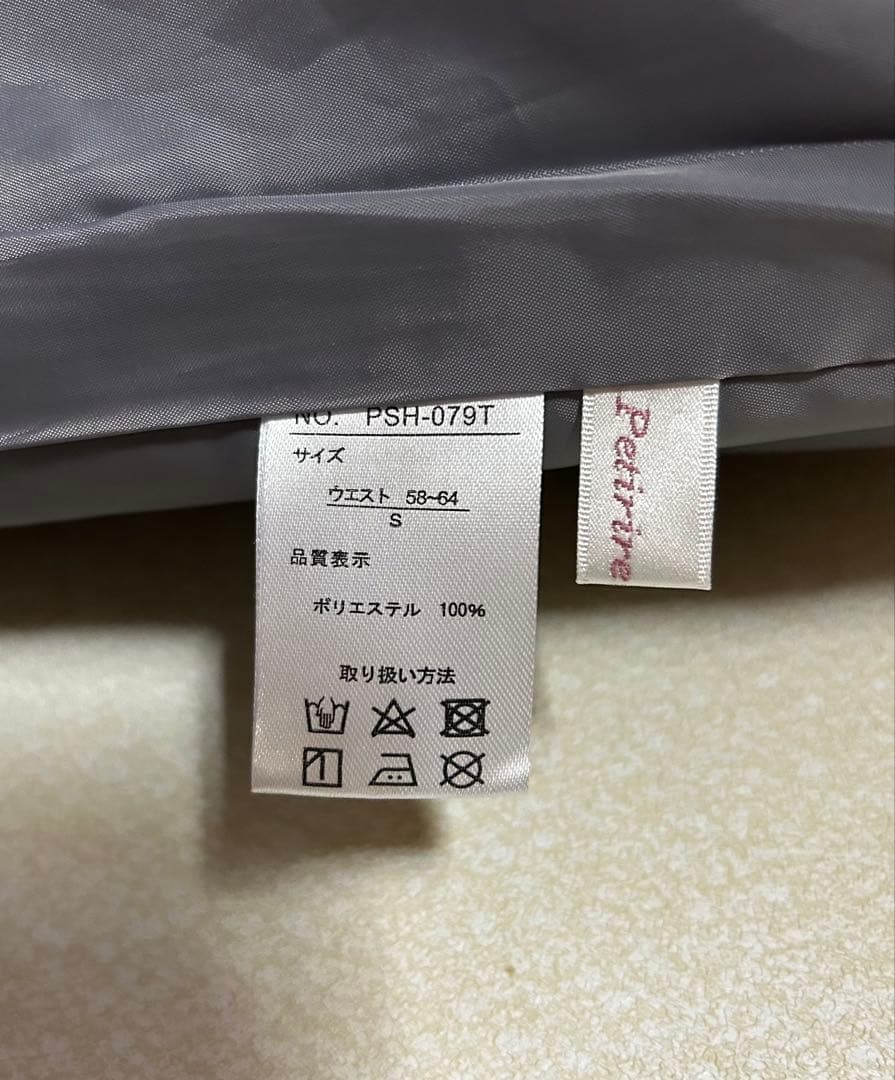 NO. PSH-079T
サイズ
ウエスト 58~64
S
品質表示
ポリエステル 100%
取り扱い方法
Petirire